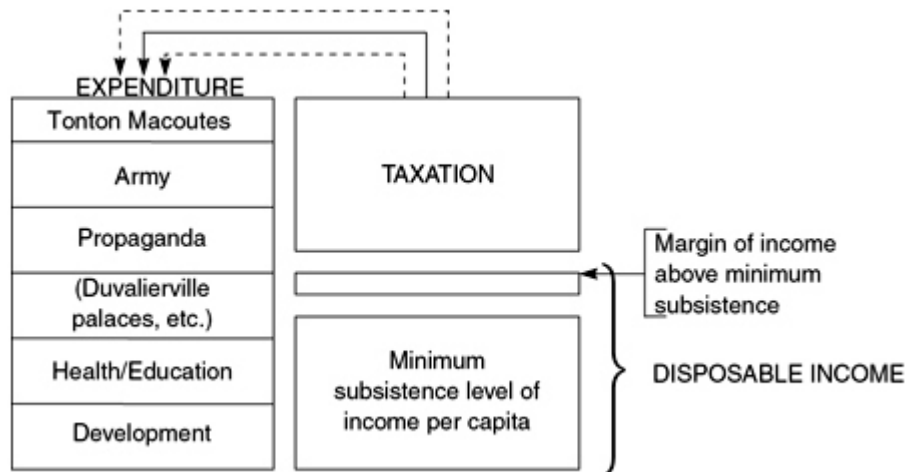 EXPENDITURE
Tonton Macoutes
Army
Propaganda
(Duvalierville
palaces, etc.)
Health/Education
Development
TAXATION
Margin of income
above minimum
subsistence
Minimum
subsistence level of
income per capita
DISPOSABLE INCOME